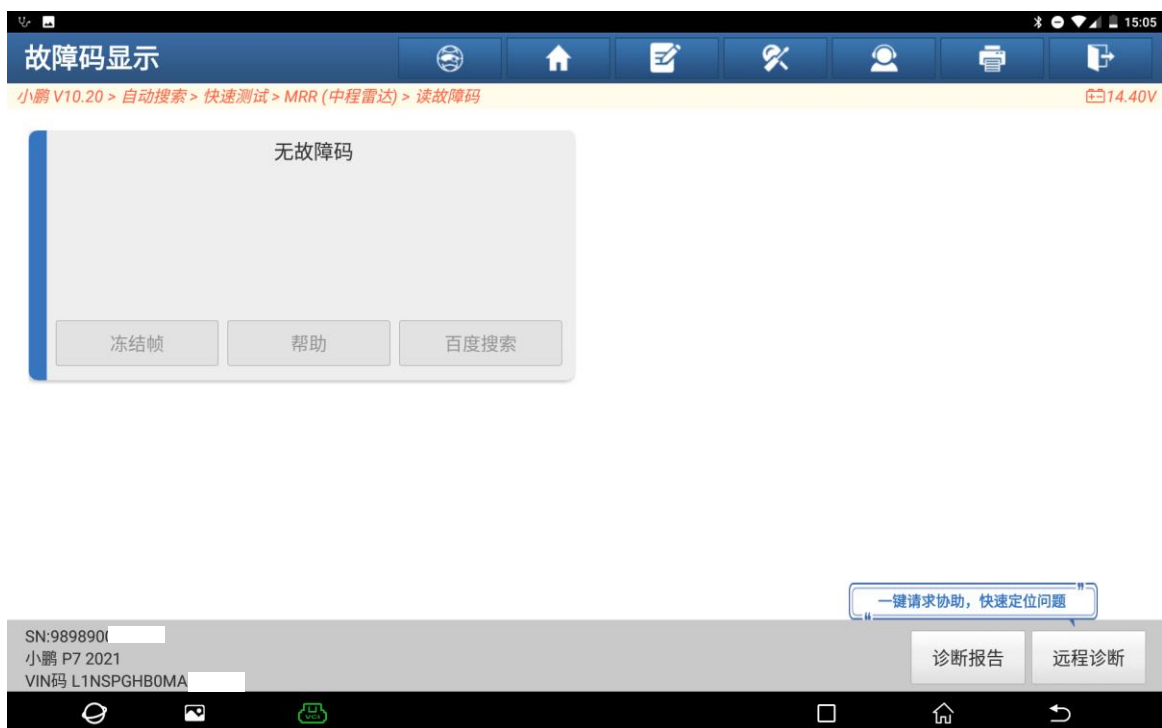 15:05
故障码显示
小鹏 V10.20 > 自动搜索 > 快速测试 > MRR (中程雷达) > 读故障码
14.40V
无故障码
冻结帧
帮助
百度搜索
一键请求协助，快速定位问题
SN:989890
小鹏 P7 2021
VIN码 L1NSPGHB0MA
诊断报告
远程诊断
VCI